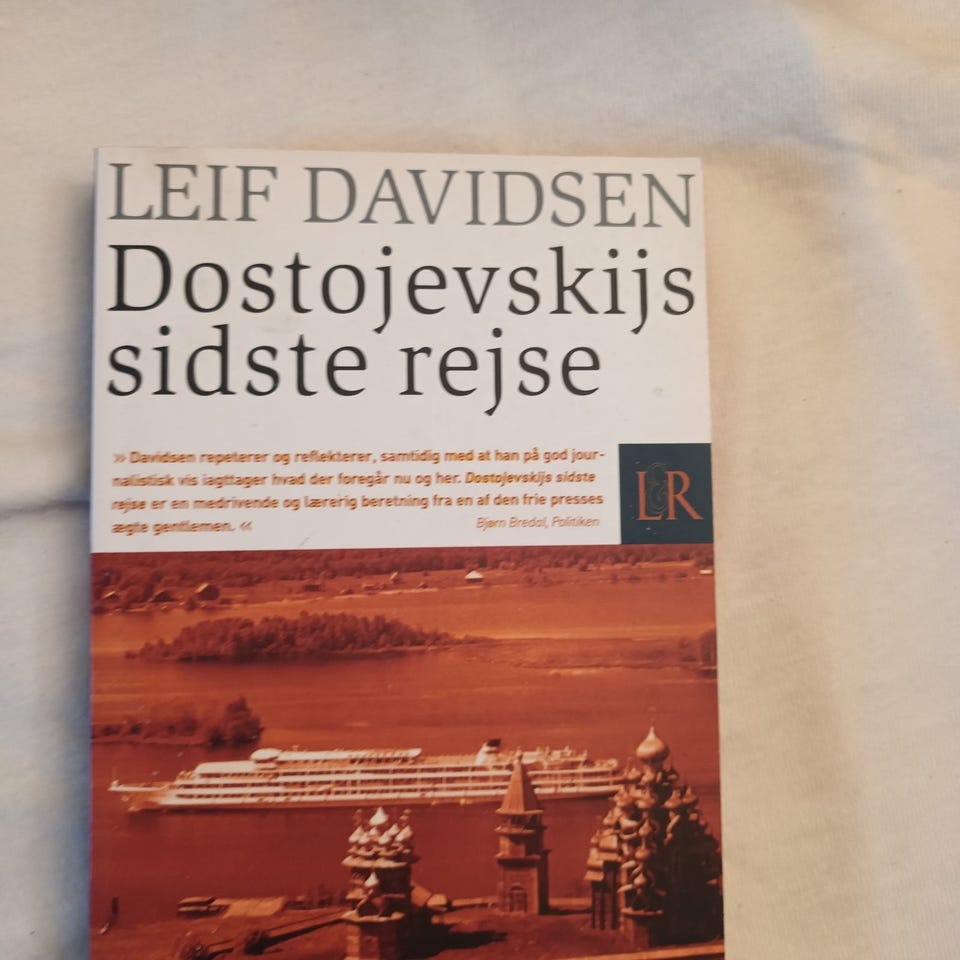 LEIF DAVIDSEN
Dostojevskijs
sidste rejse
» Davidsen repeterer og reflekterer, samtidig med at han på god jour-
nalistisk vis iagttager hvad der foregår nu og her. Dostojevskijs sidste
rejse er en medrivende og lærerig beretning fra en af den frie presses
ægte gentlemen. «
Bjørn Bredal, Politiken
L&R